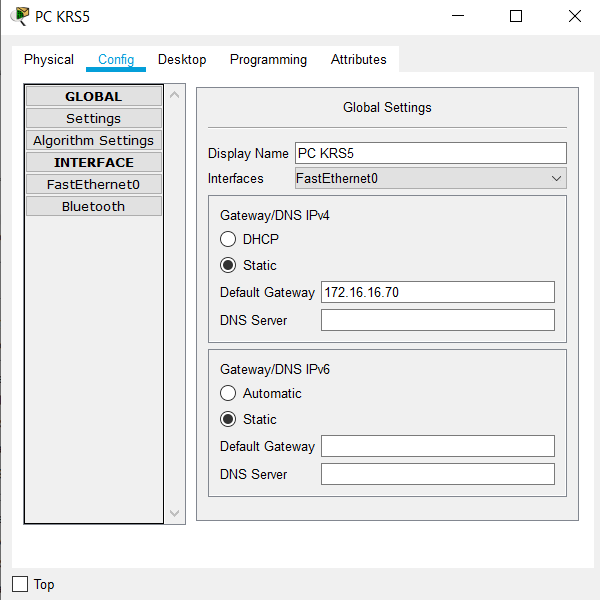 PC KRS5
Physical Config Desktop Programming Attributes
GLOBAL
Settings
Algorithm Settings
INTERFACE
FastEthernet0
Bluetooth
Global Settings
Display Name PC KRS5
Interfaces FastEthernet0
Gateway/DNS IPv4
DHCP
Static
Default Gateway 172.16.16.70
DNS Server
Gateway/DNS IPv6
Automatic
Static
Default Gateway
DNS Server
Top